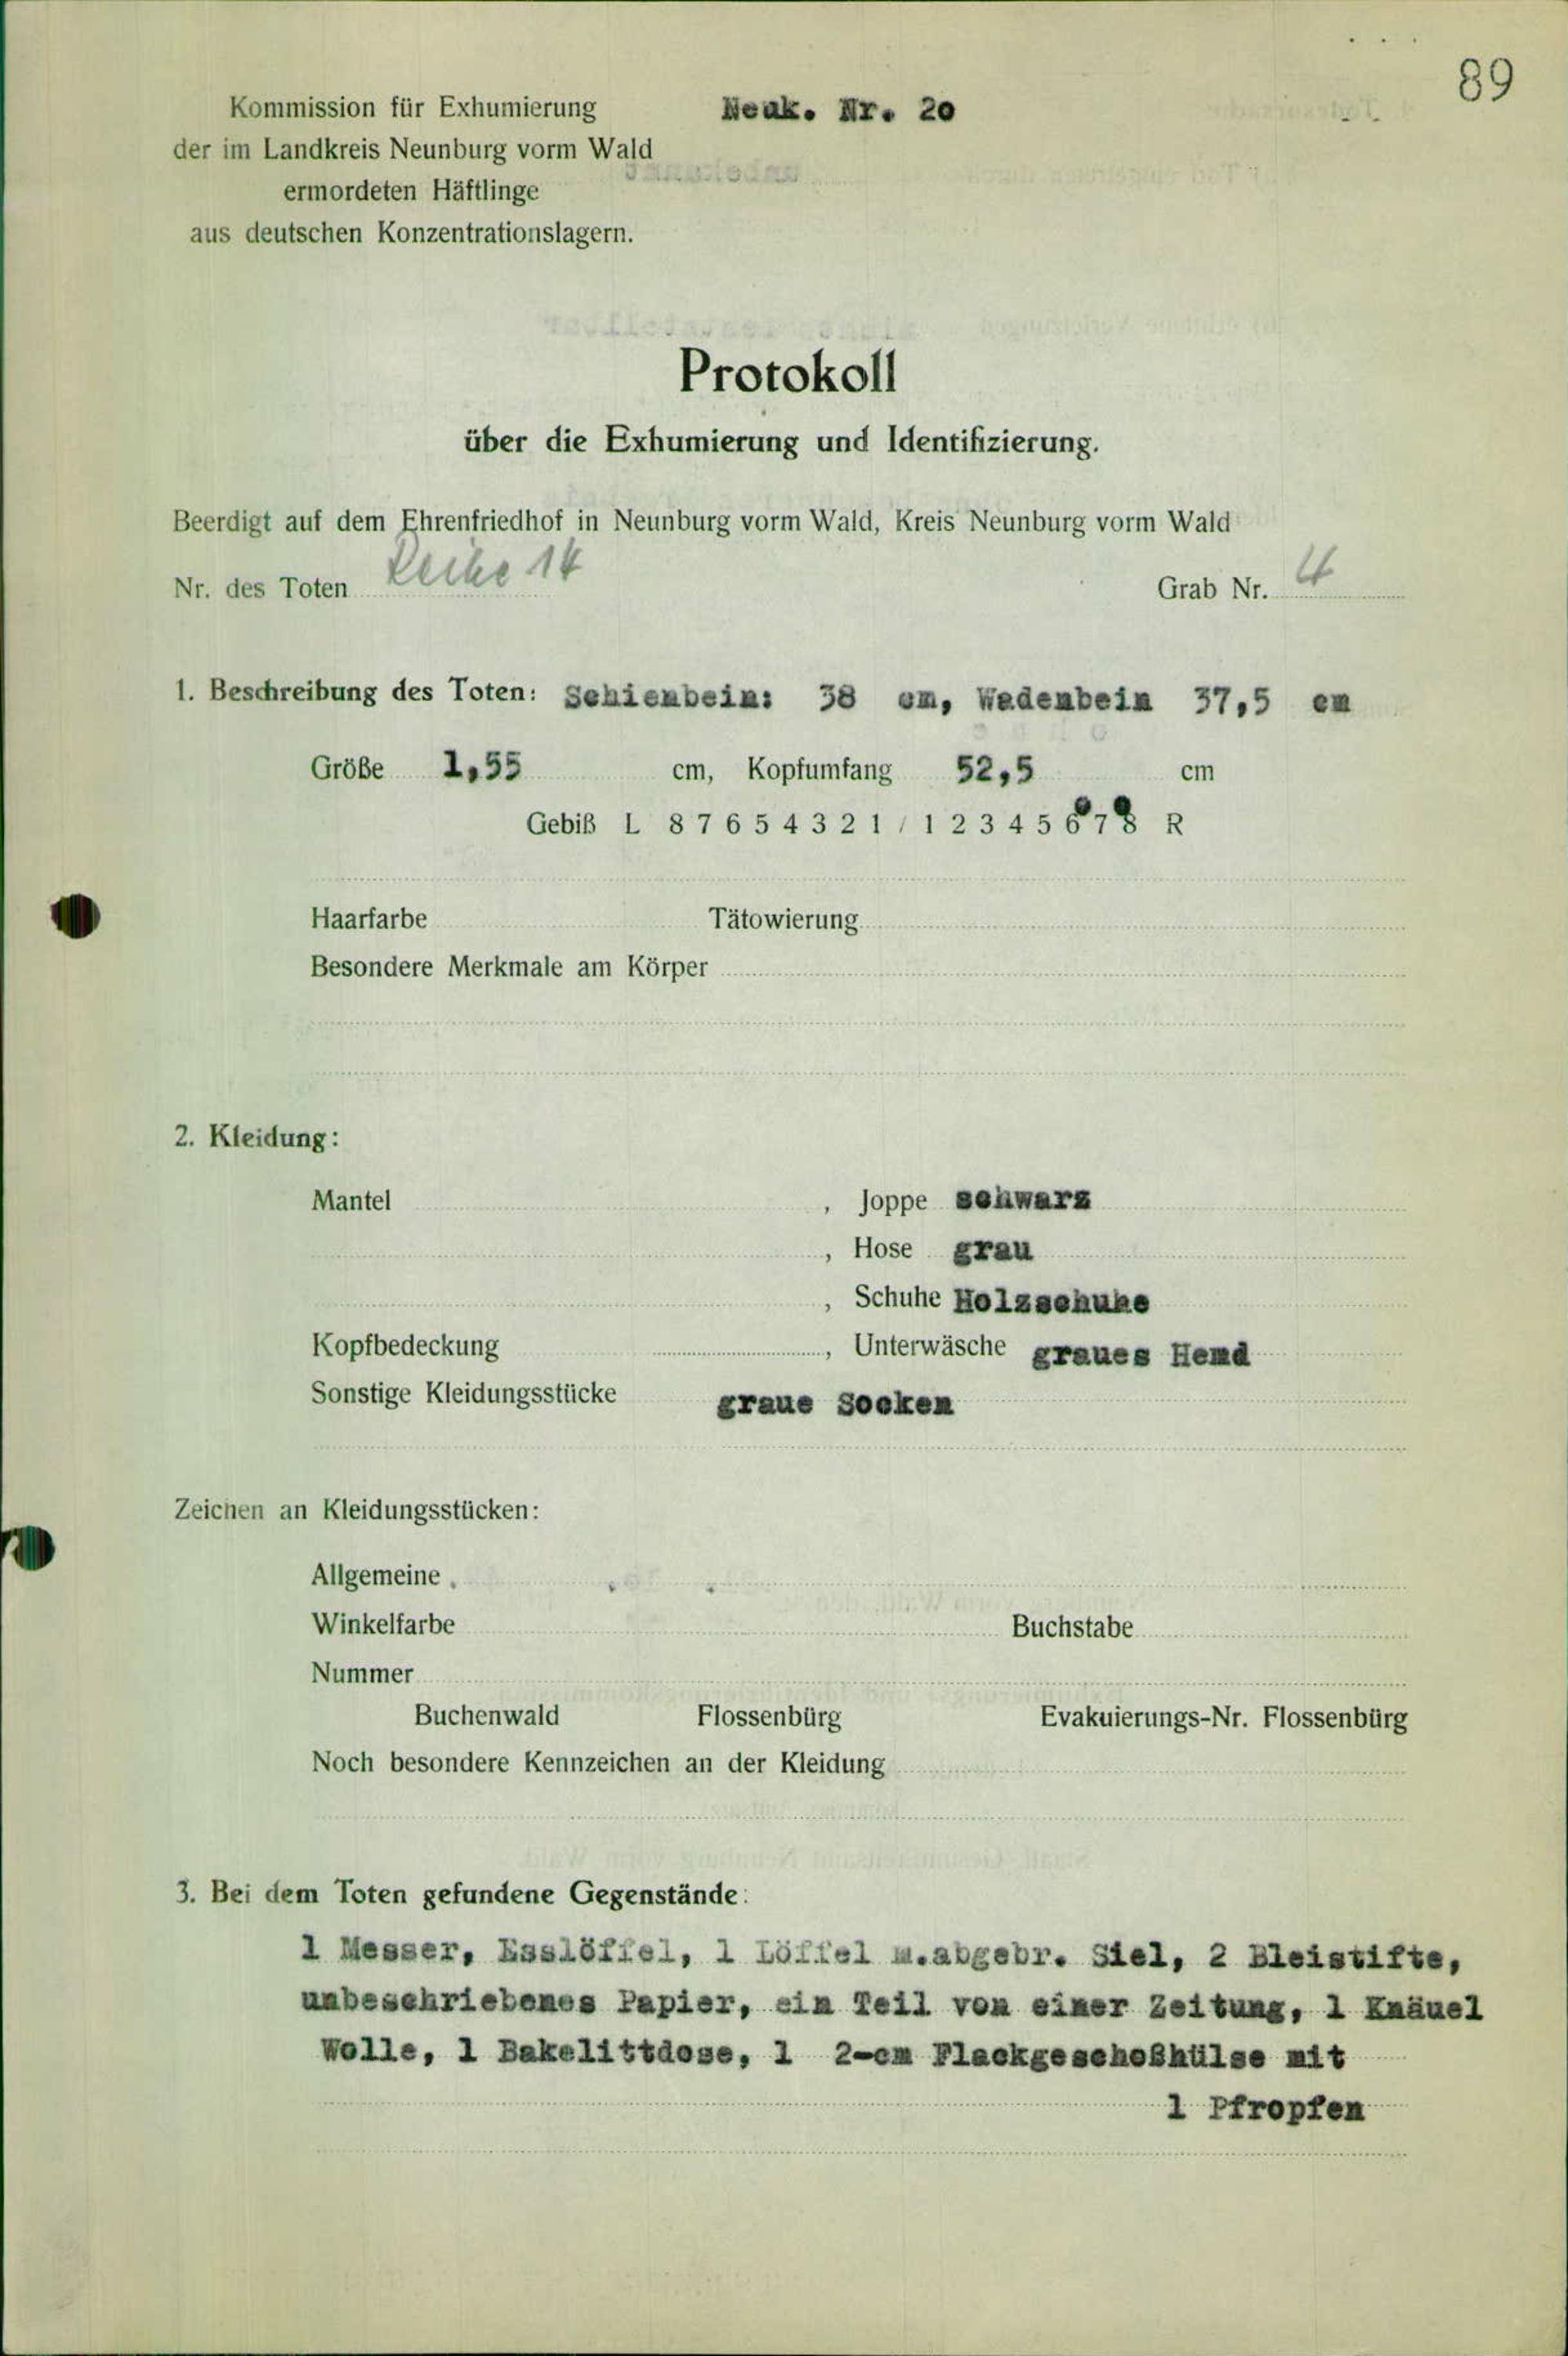 89
Kommission für Exhumierung Neuk. Nr. 20
der im Landkreis Neunburg vorm Wald
ermordeten Häftlinge
aus deutschen Konzentrationslagern.
Protokoll
über die Exhumierung und Identifizierung.
Beerdigt auf dem Ehrenfriedhof in Neunburg vorm Wald, Kreis Neunburg vorm Wald
Nr. des Toten Reihe 14 Grab Nr. 4
1. Beschreibung des Toten: Schienbein: 38 cm, Wadenbein 37,5 cm
Größe 1,55 cm, Kopfumfang 52,5 cm
Gebiß L 8 7 6 5 4 3 2 1 / 1 2 3 4 5 6 7 8 R
Haarfarbe Tätowierung
Besondere Merkmale am Körper
2. Kleidung:
Mantel , Joppe schwarz
, Hose grau
, Schuhe Holzschuhe
Kopfbedeckung , Unterwäsche graues Hemd
Sonstige Kleidungsstücke graue Socken
Zeichen an Kleidungsstücken:
Allgemeine
Winkelfarbe Buchstabe
Nummer
Buchenwald Flossenbürg Evakuierungs-Nr. Flossenbürg
Noch besondere Kennzeichen an der Kleidung
3. Bei dem Toten gefundene Gegenstände:
1 Messer, Esslöffel, 1 Löffel m.abgebr. Siel, 2 Bleistifte,
unbeschriebenes Papier, ein Teil von einer Zeitung, 1 Knäuel
Wolle, 1 Bakelittdose, 1 2-cm Flackgeschoßhülse mit
1 Pfropfen